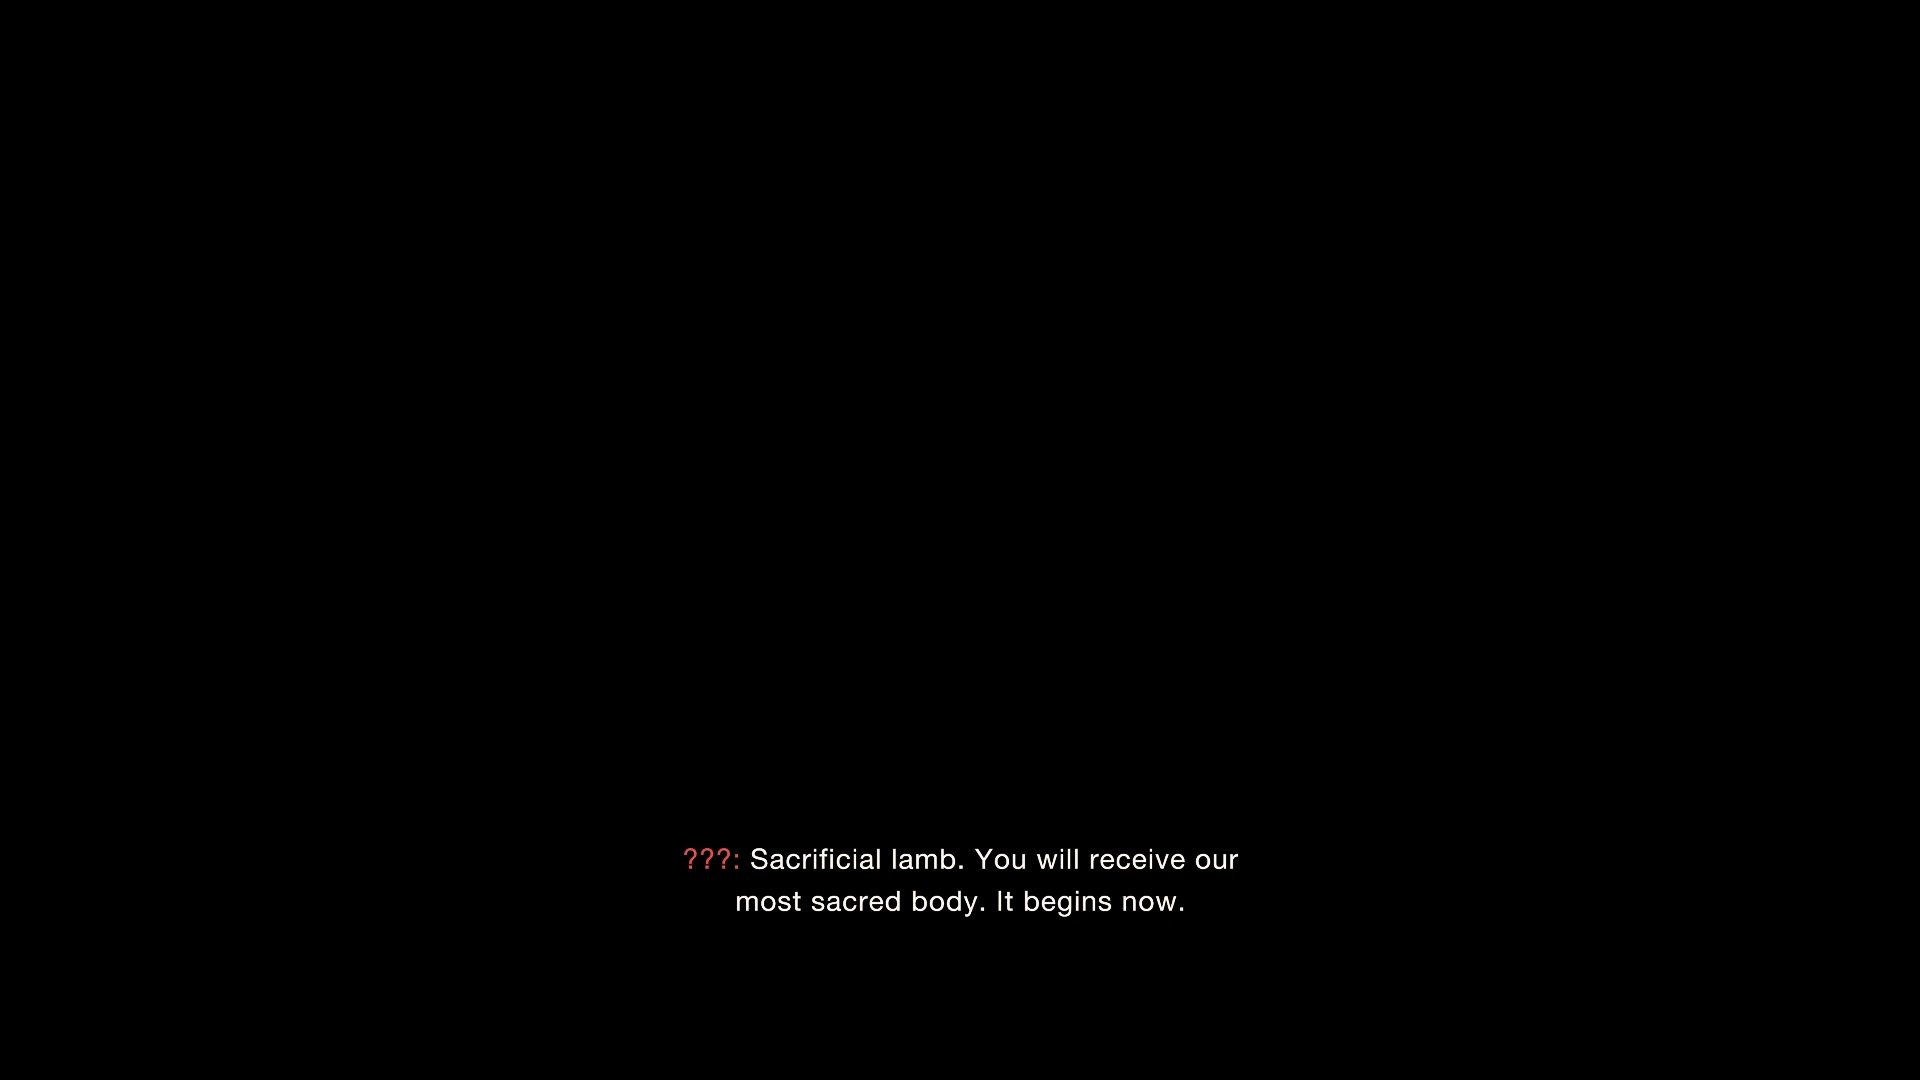 ???: Sacrificial lamb. You will receive our
most sacred body. It begins now.